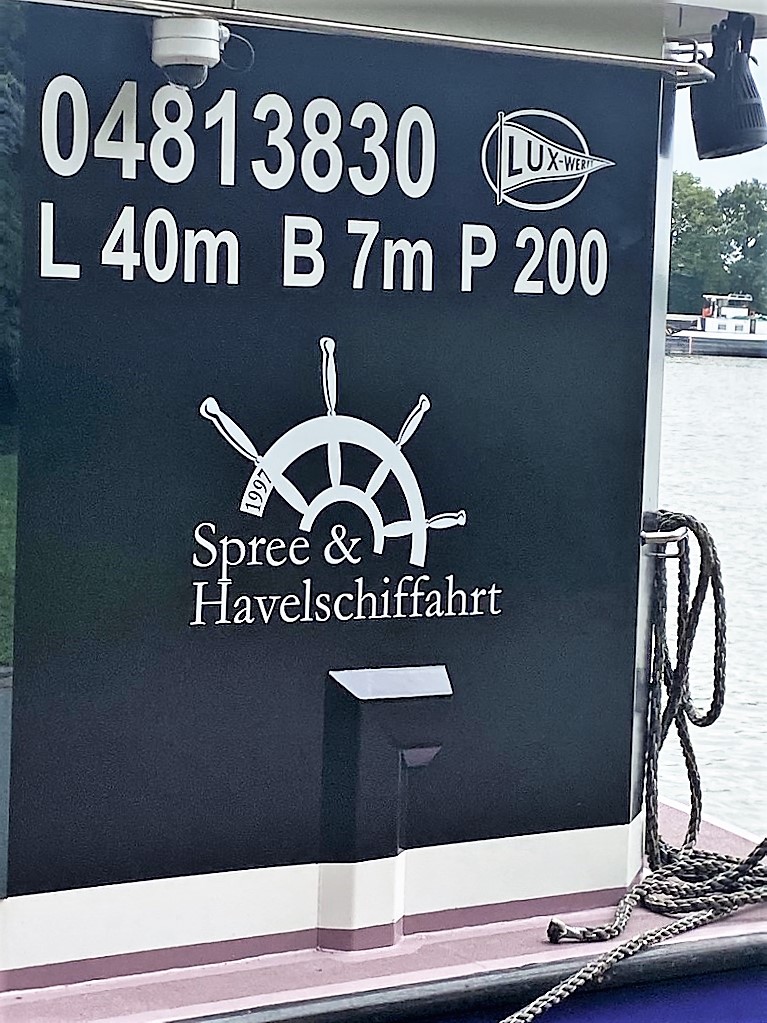 04813830
LUX-WERFT
L 40m B 7m P 200
1997
Spree &
Havelschiffahrt